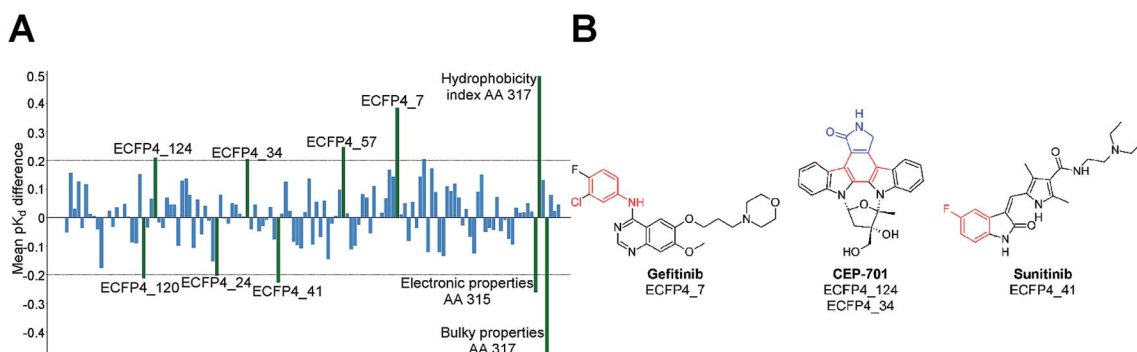 A
B
Mean pKd difference
0.5
0.4
0.3
0.2
0.1
0
-0.1
-0.2
-0.3
-0.4
Hydrophobicity
index AA 317
ECFP4_7
ECFP4_57
ECFP4_124
ECFP4_34
ECFP4_120
ECFP4_24
ECFP4_41
Electronic properties
AA 315
Bulky properties
AA 317
F
Cl
HN
N
N
O
O
N
O
Gefitinib
ECFP4_7
H
N
O
N
N
O
OH
HO
CEP-701
ECFP4_124
ECFP4_34
F
N
H
O
N
H
O
NH
N
Sunitinib
ECFP4_41